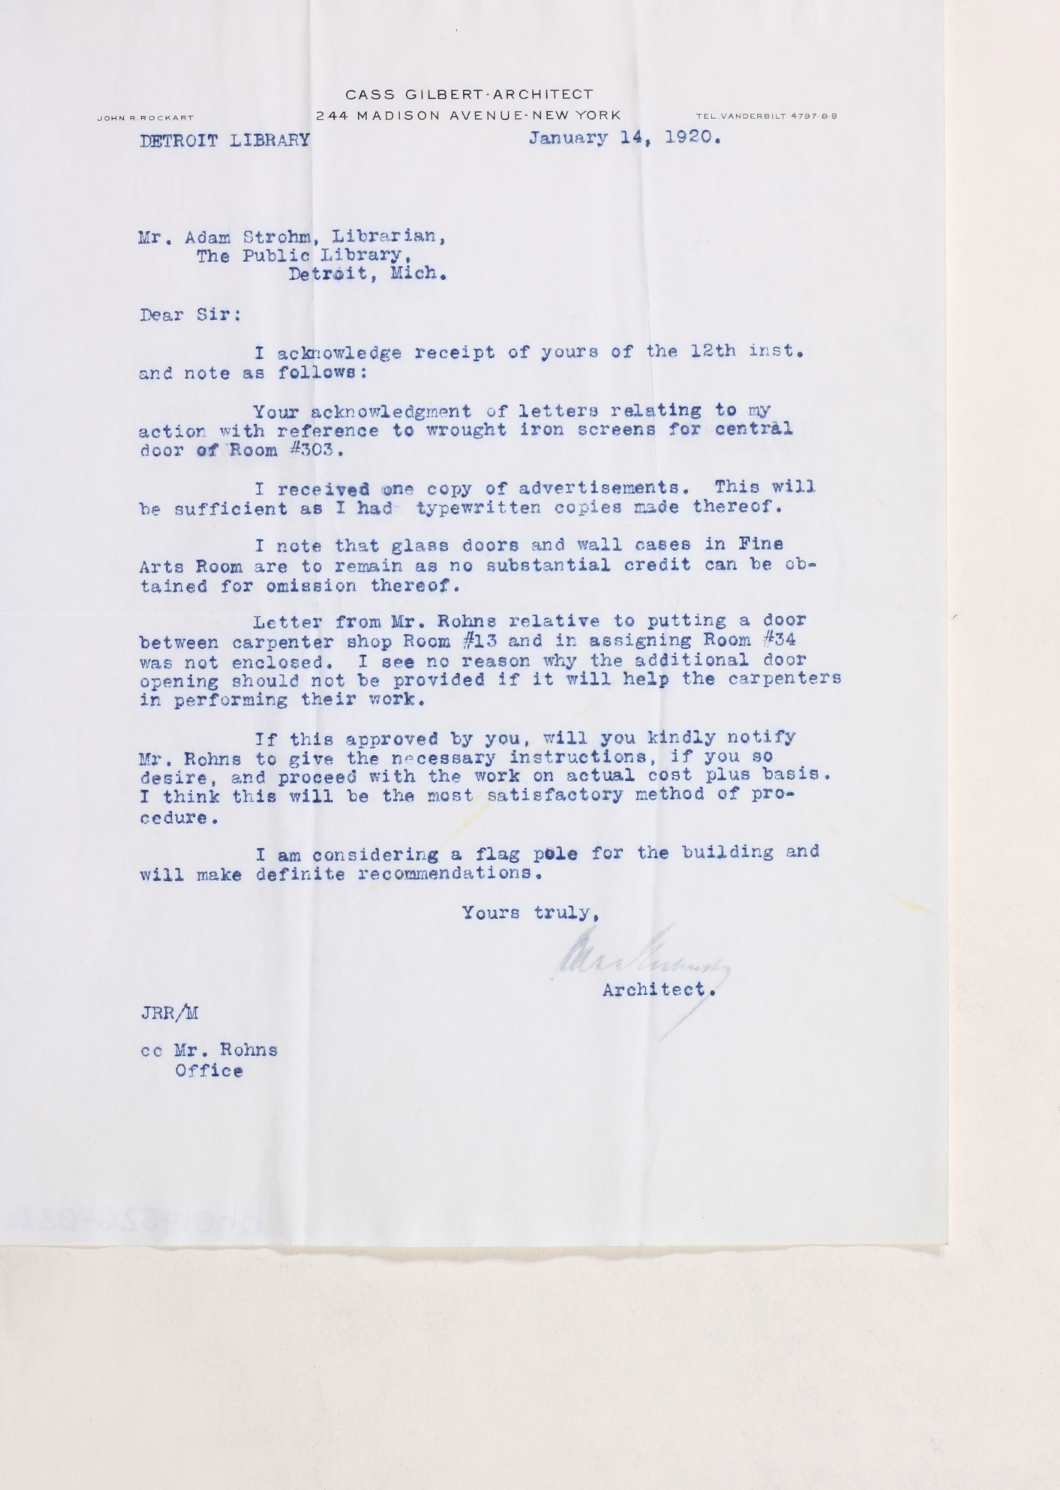 CASS GILBERT·ARCHITECT
JOHN R. ROCKART 244 MADISON AVENUE·NEW YORK TEL. VANDERBILT 4797-8-9
DETROIT LIBRARY January 14, 1920.
Mr. Adam Strohm, Librarian,
The Public Library,
Detroit, Mich.
Dear Sir:
I acknowledge receipt of yours of the 12th inst.
and note as follows:
Your acknowledgment of letters relating to my
action with reference to wrought iron screens for central
door of Room #303.
I received one copy of advertisements. This will
be sufficient as I had typewritten copies made thereof.
I note that glass doors and wall cases in Fine
Arts Room are to remain as no substantial credit can be ob-
tained for omission thereof.
Letter from Mr. Rohns relative to putting a door
between carpenter shop Room #13 and in assigning Room #34
was not enclosed. I see no reason why the additional door
opening should not be provided if it will help the carpenters
in performing their work.
If this approved by you, will you kindly notify
Mr. Rohns to give the necessary instructions, if you so
desire, and proceed with the work on actual cost plus basis.
I think this will be the most satisfactory method of pro-
cedure.
I am considering a flag pole for the building and
will make definite recommendations.
Yours truly,
Architect.
JRR/M
cc Mr. Rohns
Office